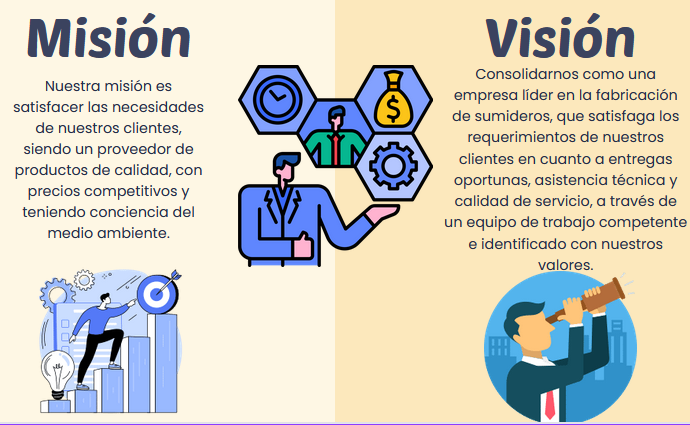 Misión
Nuestra misión es
satisfacer las necesidades
de nuestros clientes,
siendo un proveedor de
productos de calidad, con
precios competitivos y
teniendo conciencia del
medio ambiente.
Visión
Consolidarnos como una
empresa líder en la fabricación
de sumideros, que satisfaga los
requerimientos de nuestros
clientes en cuanto a entregas
oportunas, asistencia técnica y
calidad de servicio, a través de
un equipo de trabajo competente
e identificado con nuestros
valores.